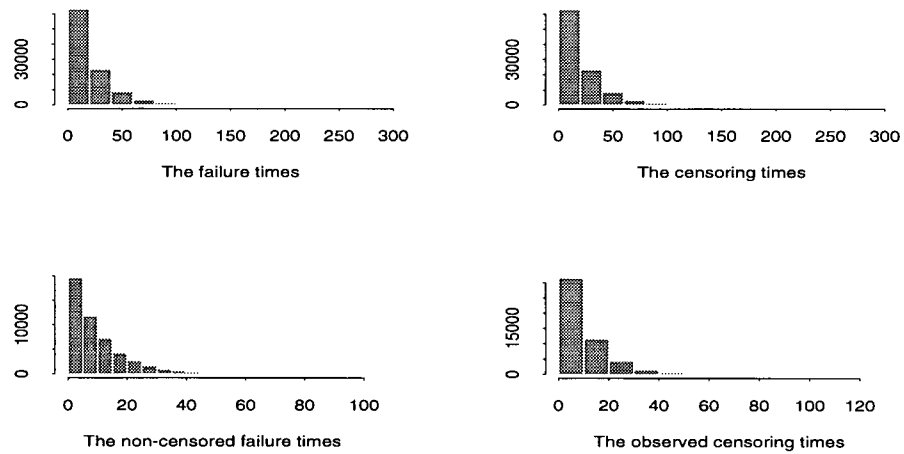 0 30000
0 50 100 150 200 250 300
The failure times
0 30000
0 50 100 150 200 250 300
The censoring times
0 10000
0 20 40 60 80 100
The non-censored failure times
0 15000
0 20 40 60 80 100 120
The observed censoring times